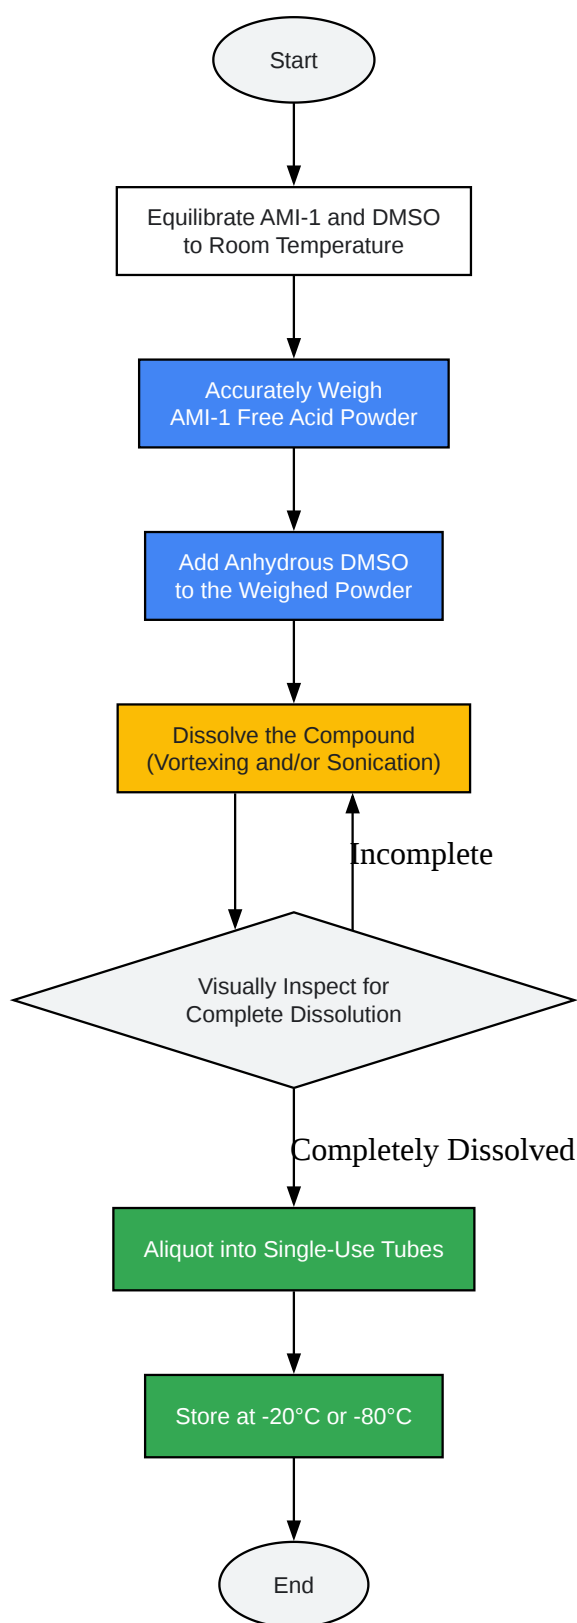 Start
Equilibrate AMI-1 and DMSO
to Room Temperature
Accurately Weigh
AMI-1 Free Acid Powder
Add Anhydrous DMSO
to the Weighed Powder
Dissolve the Compound
(Vortexing and/or Sonication)
Incomplete
Visually Inspect for
Complete Dissolution
Completely Dissolved
Aliquot into Single-Use Tubes
Store at -20°C or -80°C
End